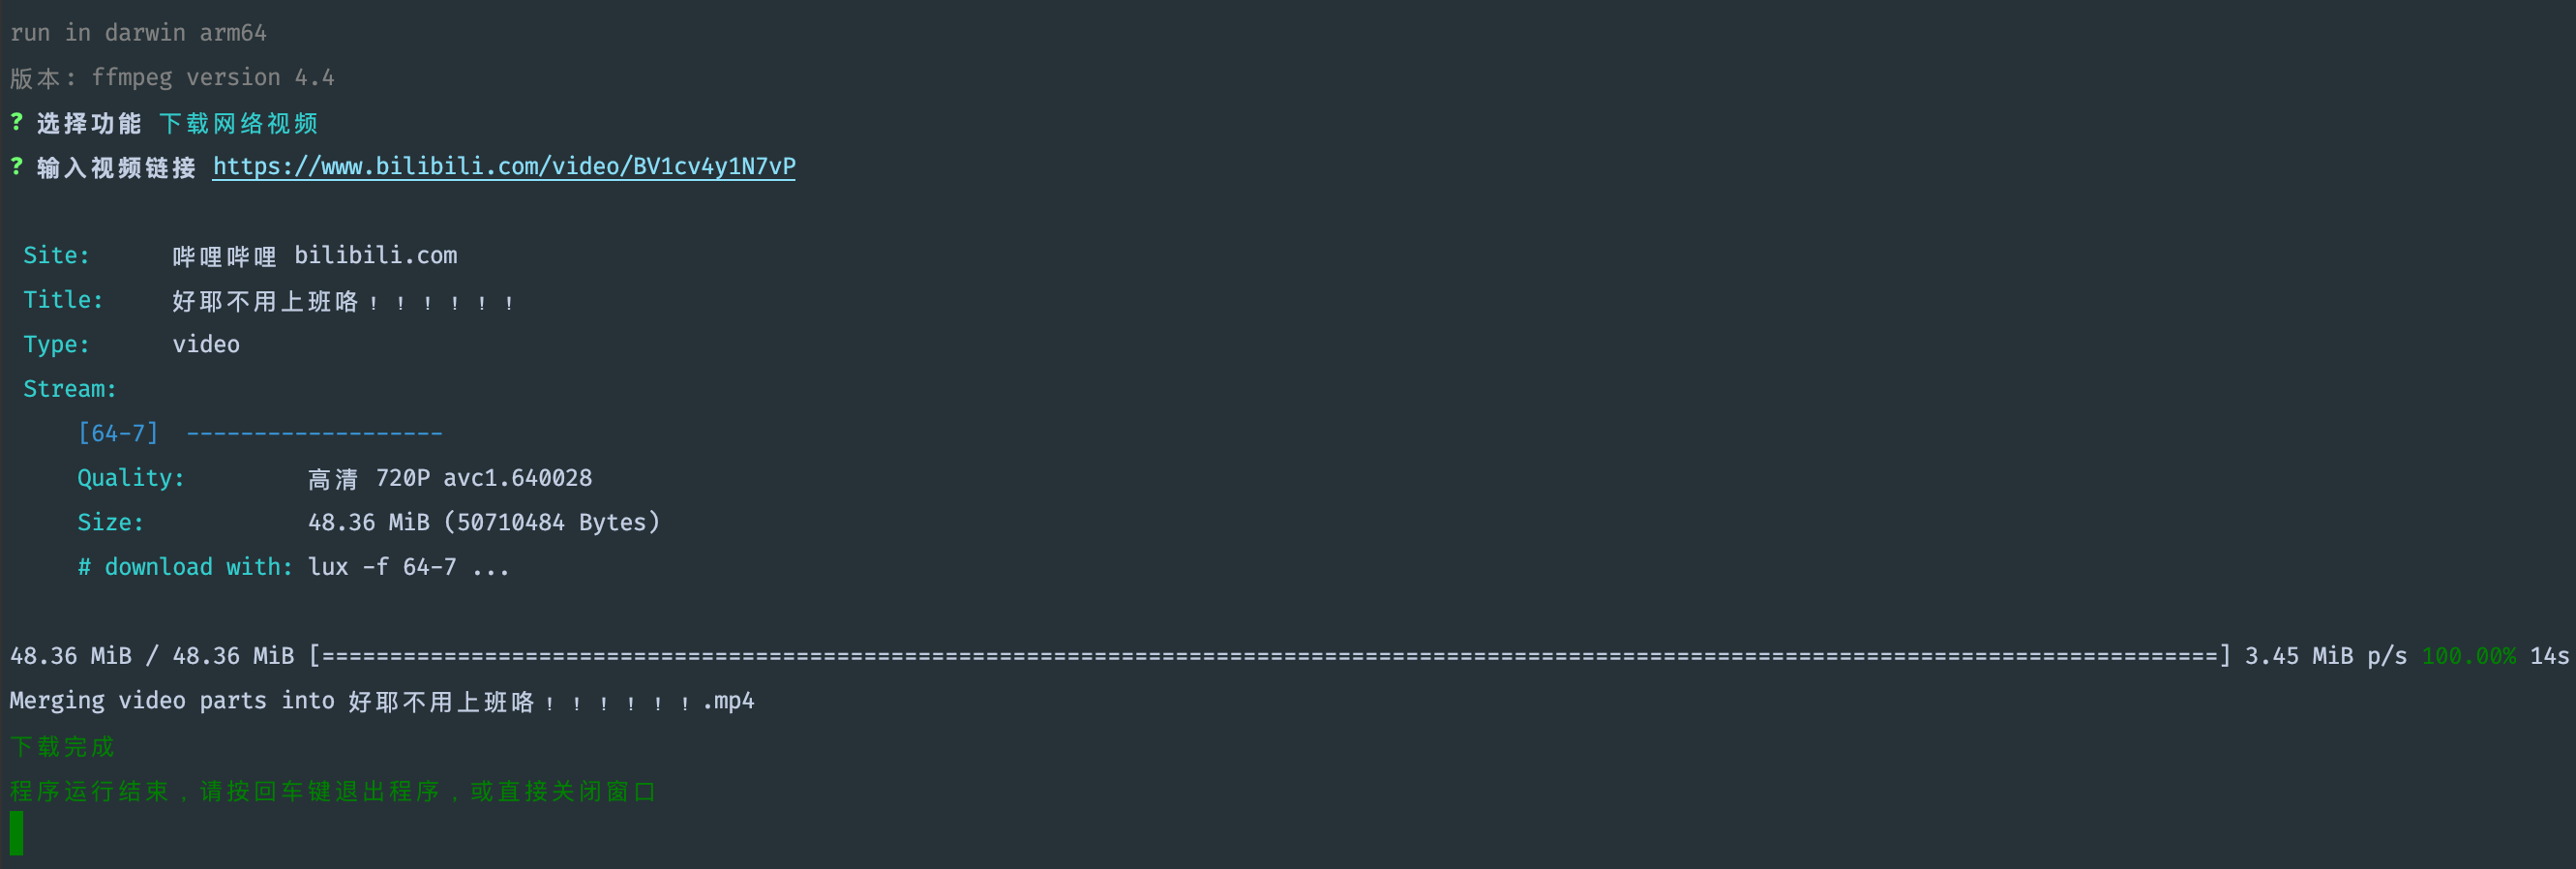 run in darwin arm64
版本: ffmpeg version 4.4
? 选择功能 下载网络视频
? 输入视频链接 https://www.bilibili.com/video/BV1cv4y1N7vP
Site: 哔哩哔哩 bilibili.com
Title: 好耶不用上班咯！！！！！！
Type: video
Stream:
[64-7] -------------------
Quality: 高清 720P avc1.640028
Size: 48.36 MiB (50710484 Bytes)
# download with: lux -f 64-7 ...
48.36 MiB / 48.36 MiB [============================================================================================================================================] 3.45 MiB p/s 100.00% 14s
Merging video parts into 好耶不用上班咯！！！！！！.mp4
下载完成
程序运行结束，请按回车键退出程序，或直接关闭窗口